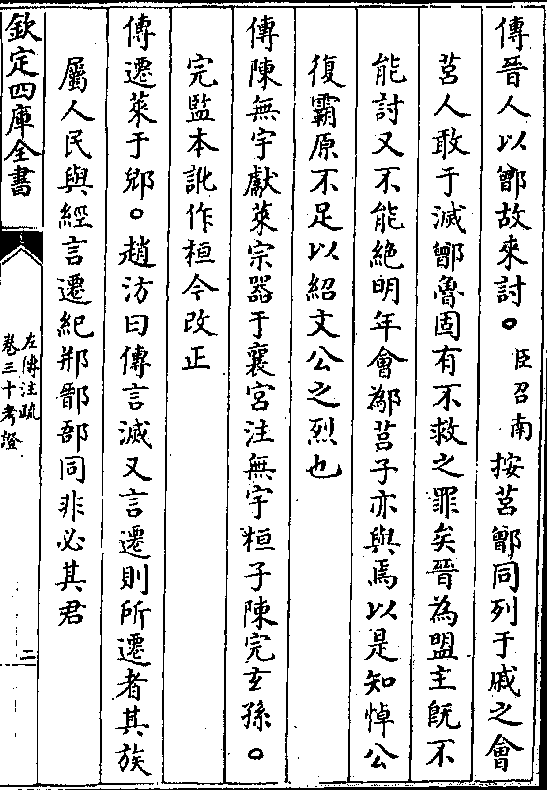 傳晉人以鄫故來討。臣召南按莒鄫同列于戚之會
莒人敢于滅鄫魯固有不救之罪矣晉為盟主既不
能討又不能絕明年會鄬莒子亦與焉以是知悼公
復霸原不足以紹文公之烈也
傳陳無宇獻萊宗器于襄宮注無宇桓子陳完玄孫。
完監本訛作桓今改正
傳遷萊于郳。趙汸曰傳言滅又言遷則所遷者其族
屬人民與經言遷紀郱鄑郚同非必其君
欽定四庫全書
左傳注疏
卷三十考證
二